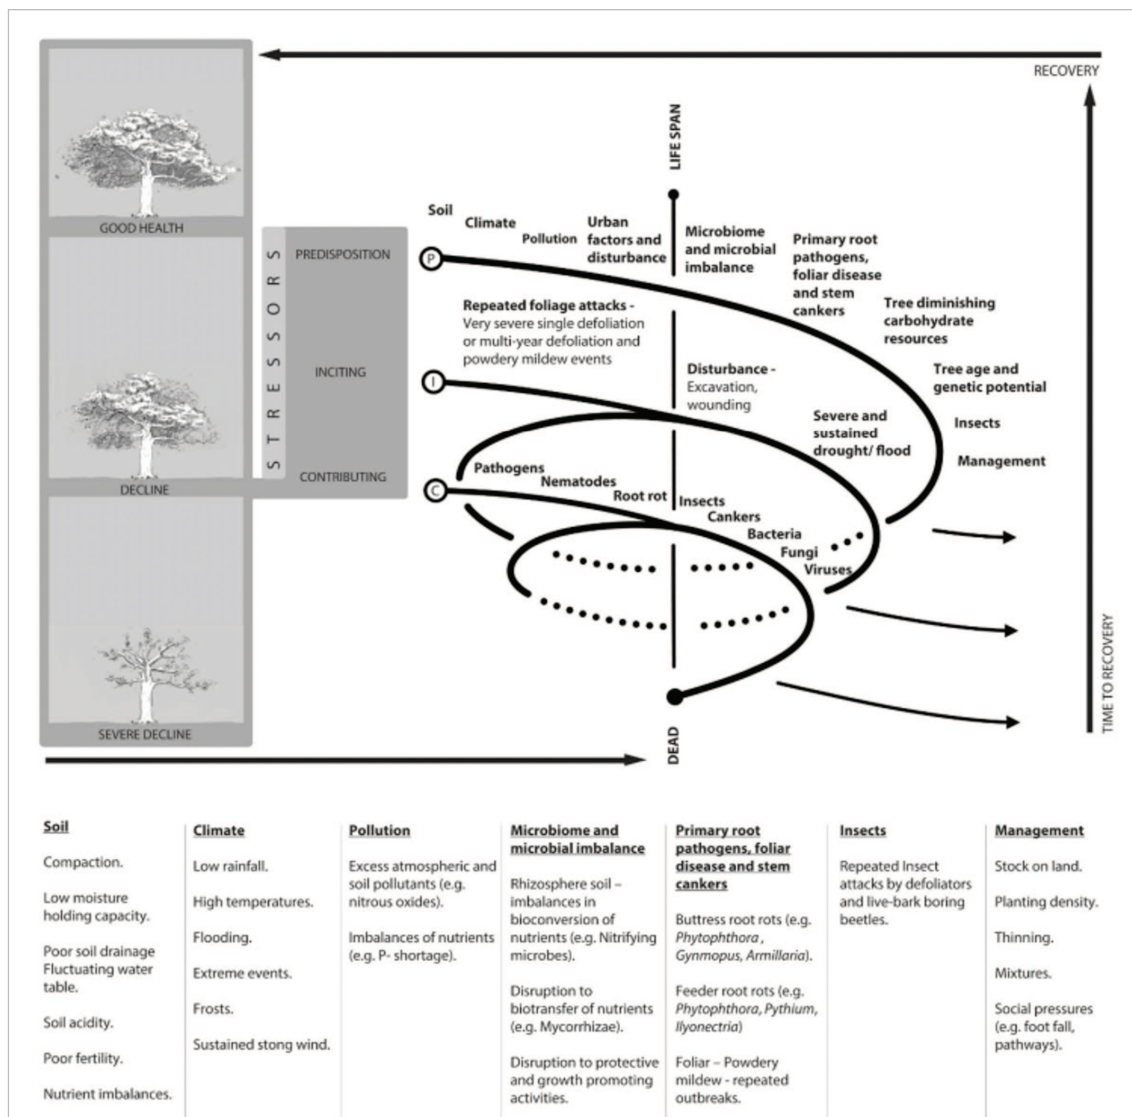 RECOVERY
LIFE SPAN
GOOD HEALTH
STRESSORS
PREDISPOSITION
INCITING
CONTRIBUTING
DECLINE
SEVERE DECLINE
P
Soil
Climate
Pollution
Urban
factors and
disturbance
Microbiome
and microbial
imbalance
Primary root
pathogens,
foliar disease
and stem
cankers
Tree diminishing
carbohydrate
resources
Tree age and
genetic potential
Insects
Management
I
Repeated foliage attacks -
Very severe single defoliation
or multi-year defoliation and
powdery mildew events
Disturbance -
Excavation,
wounding
Severe and
sustained
drought/ flood
C
Pathogens
Nematodes
Root rot
Insects
Cankers
Bacteria
Fungi
Viruses
DEAD
TIME TO RECOVERY
Soil
Compaction.
Low moisture
holding capacity.
Poor soil drainage
Fluctuating water
table.
Soil acidity.
Poor fertility.
Nutrient imbalances.
Climate
Low rainfall.
High temperatures.
Flooding.
Extreme events.
Frosts.
Sustained stong wind.
Pollution
Excess atmospheric and
soil pollutants (e.g.
nitrous oxides).
Imbalances of nutrients
(e.g. P- shortage).
Microbiome and
microbial imbalance
Rhizosphere soil –
imbalances in
bioconversion of
nutrients (e.g. Nitrifying
microbes).
Disruption to
biotransfer of nutrients
(e.g. Mycorrhizae).
Disruption to protective
and growth promoting
activities.
Primary root
pathogens, foliar
disease and stem
cankers
Buttress root rots (e.g.
Phytophthora ,
Gynmopus, Armillaria).
Feeder root rots (e.g.
Phytophthora, Pythium,
Ilyonectria)
Foliar – Powdery
mildew - repeated
outbreaks.
Insects
Repeated Insect
attacks by defoliators
and live-bark boring
beetles.
Management
Stock on land.
Planting density.
Thinning.
Mixtures.
Social pressures
(e.g. foot fall,
pathways).